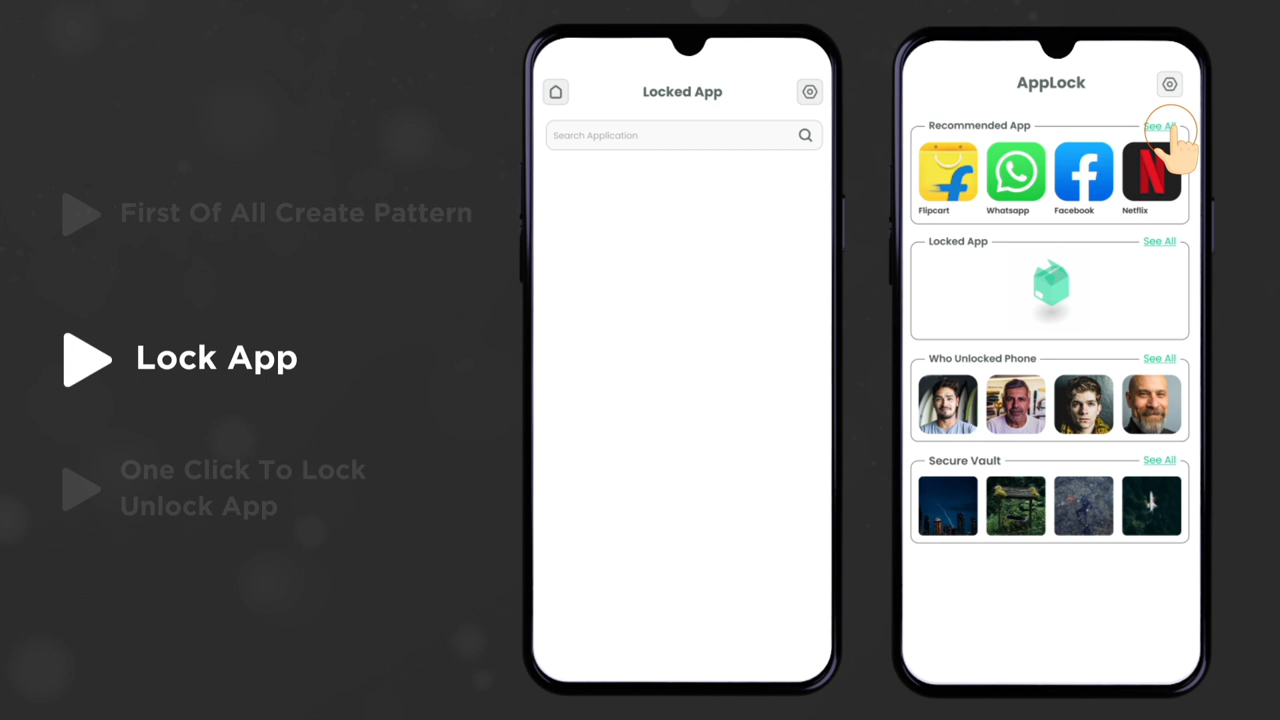 First Of All Create Pattern
Lock App
One Click To Lock
Unlock App
Locked App
Search Application
AppLock
Recommended App
See All
Flipcart
Whatsapp
Facebook
Netflix
Locked App
See All
Who Unlocked Phone
See All
Secure Vault
See All